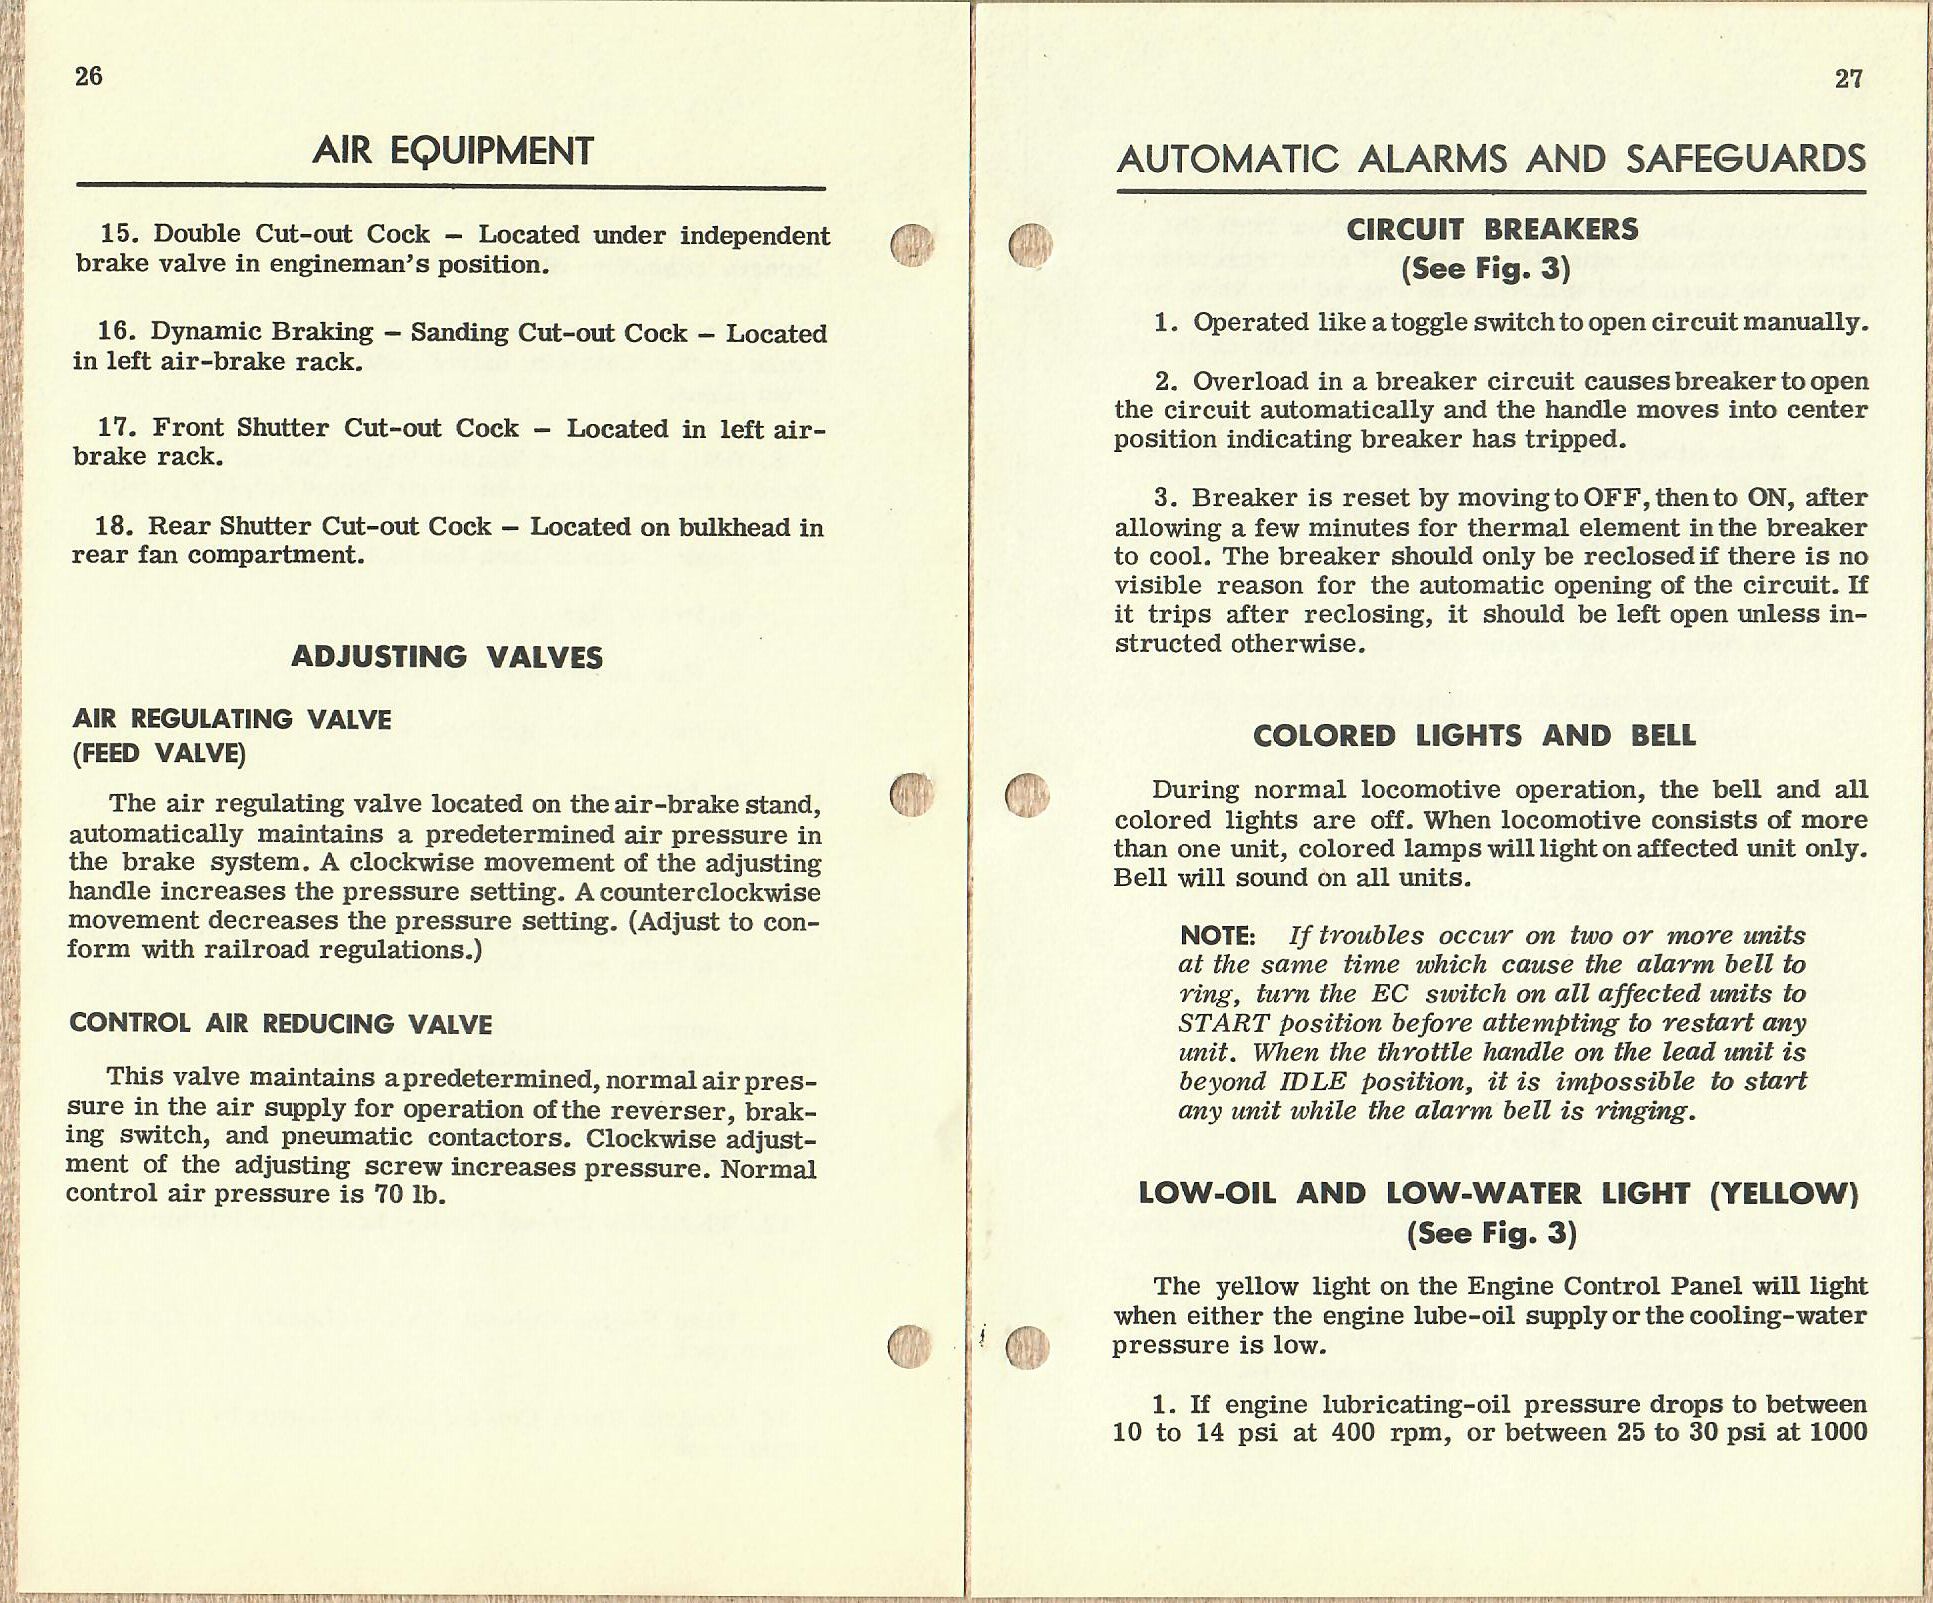 26
AIR EQUIPMENT
15. Double Cut-out Cock – Located under independent
brake valve in engineman's position.
16. Dynamic Braking – Sanding Cut-out Cock – Located
in left air-brake rack.
17. Front Shutter Cut-out Cock – Located in left air-
brake rack.
18. Rear Shutter Cut-out Cock – Located on bulkhead in
rear fan compartment.
ADJUSTING VALVES
AIR REGULATING VALVE
(FEED VALVE)
The air regulating valve located on the air-brake stand,
automatically maintains a predetermined air pressure in
the brake system. A clockwise movement of the adjusting
handle increases the pressure setting. A counterclockwise
movement decreases the pressure setting. (Adjust to con-
form with railroad regulations.)
CONTROL AIR REDUCING VALVE
This valve maintains a predetermined, normal air pres-
sure in the air supply for operation of the reverser, brak-
ing switch, and pneumatic contactors. Clockwise adjust-
ment of the adjusting screw increases pressure. Normal
control air pressure is 70 lb.
27
AUTOMATIC ALARMS AND SAFEGUARDS
CIRCUIT BREAKERS
(See Fig. 3)
1. Operated like a toggle switch to open circuit manually.
2. Overload in a breaker circuit causes breaker to open
the circuit automatically and the handle moves into center
position indicating breaker has tripped.
3. Breaker is reset by moving to OFF, then to ON, after
allowing a few minutes for thermal element in the breaker
to cool. The breaker should only be reclosed if there is no
visible reason for the automatic opening of the circuit. If
it trips after reclosing, it should be left open unless in-
structed otherwise.
COLORED LIGHTS AND BELL
During normal locomotive operation, the bell and all
colored lights are off. When locomotive consists of more
than one unit, colored lamps will light on affected unit only.
Bell will sound on all units.
NOTE: If troubles occur on two or more units
at the same time which cause the alarm bell to
ring, turn the EC switch on all affected units to
START position before attempting to restart any
unit. When the throttle handle on the lead unit is
beyond IDLE position, it is impossible to start
any unit while the alarm bell is ringing.
LOW-OIL AND LOW-WATER LIGHT (YELLOW)
(See Fig. 3)
The yellow light on the Engine Control Panel will light
when either the engine lube-oil supply or the cooling-water
pressure is low.
1. If engine lubricating-oil pressure drops to between
10 to 14 psi at 400 rpm, or between 25 to 30 psi at 1000